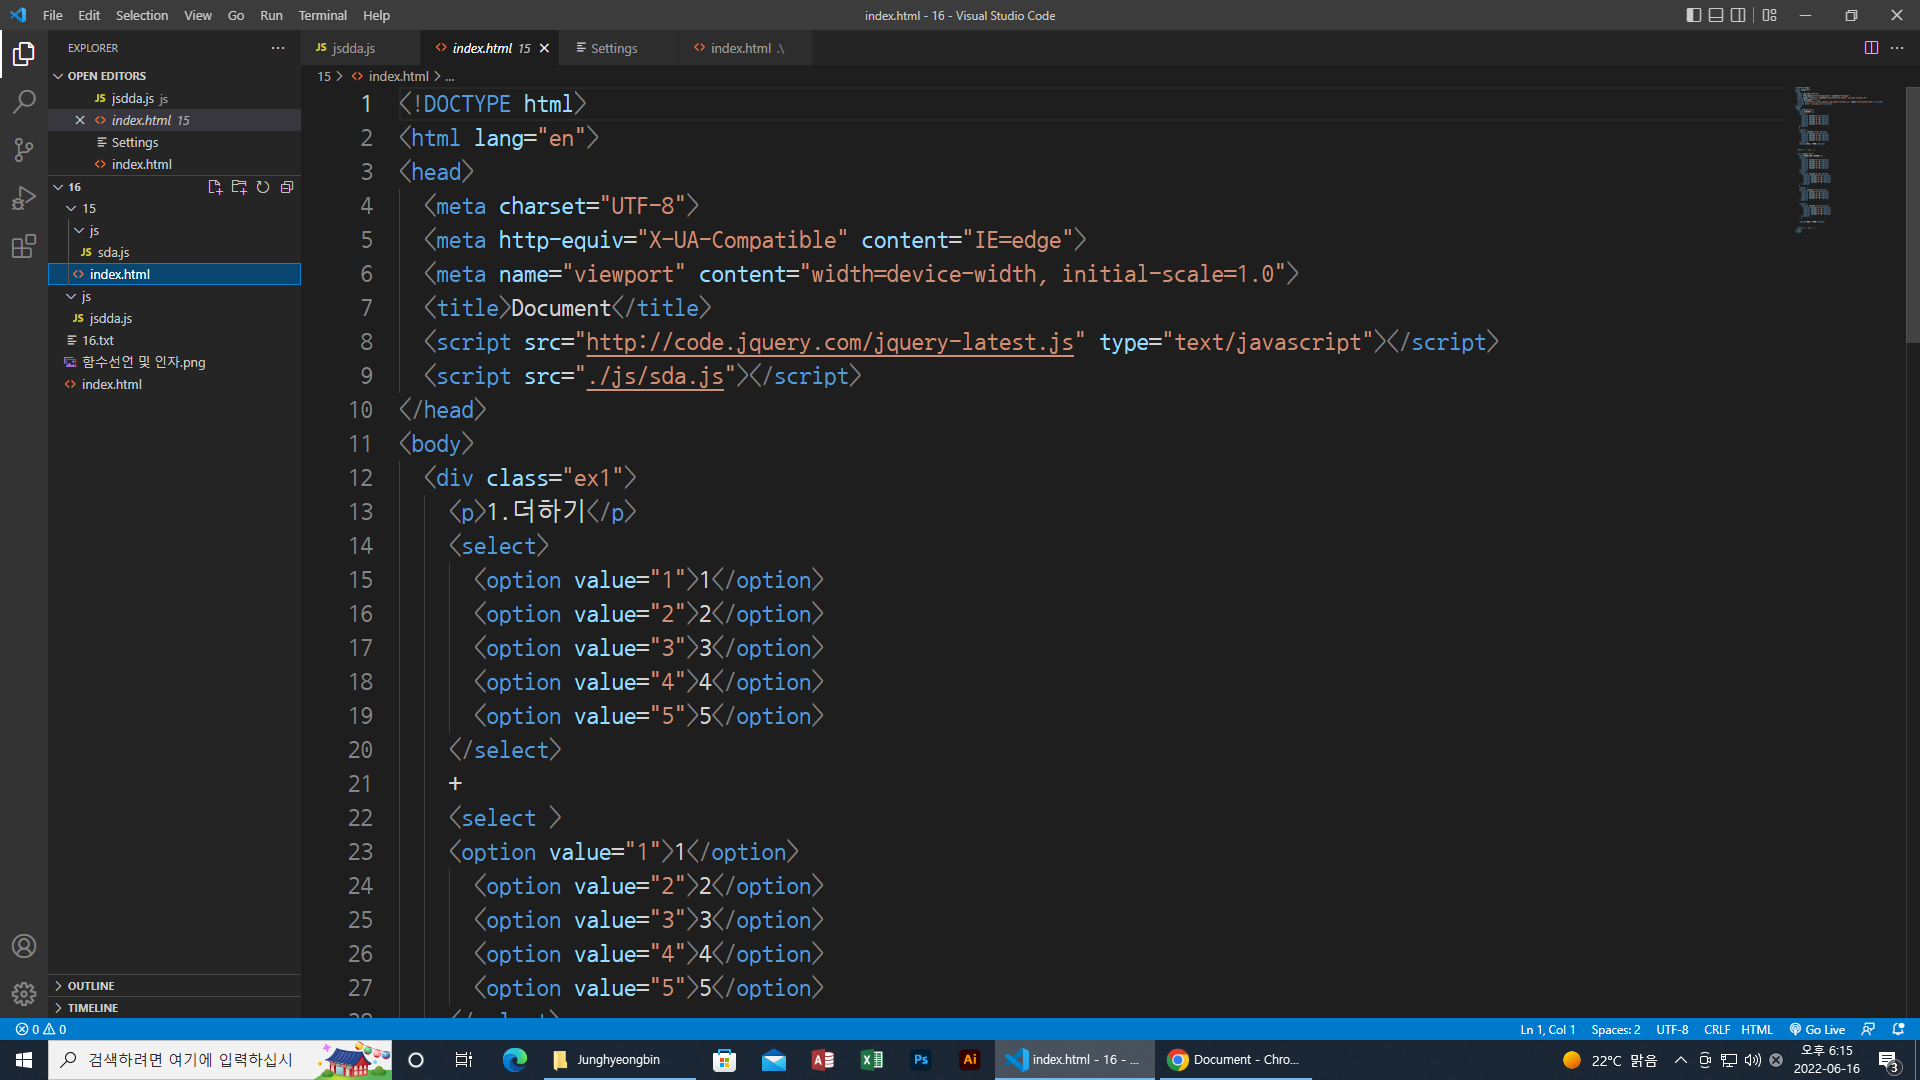 File Edit Selection View Go Run Terminal Help
index.html - 16 - Visual Studio Code
EXPLORER
OPEN EDITORS
JS jsdda.js js
index.html 15
Settings
index.html
16
15
js
JS sda.js
index.html
js
JS jsdda.js
16.txt
함수선언 및 인자.png
index.html
OUTLINE
TIMELINE
JS jsdda.js
index.html 15
Settings
index.html .\
15 > index.html > ...
1 <!DOCTYPE html>
2 <html lang="en">
3 <head>
4 <meta charset="UTF-8">
5 <meta http-equiv="X-UA-Compatible" content="IE=edge">
6 <meta name="viewport" content="width=device-width, initial-scale=1.0">
7 <title>Document</title>
8 <script src="http://code.jquery.com/jquery-latest.js" type="text/javascript"></script>
9 <script src="./js/sda.js"></script>
10 </head>
11 <body>
12 <div class="ex1">
13 <p>1.더하기</p>
14 <select>
15 <option value="1">1</option>
16 <option value="2">2</option>
17 <option value="3">3</option>
18 <option value="4">4</option>
19 <option value="5">5</option>
20 </select>
21 +
22 <select >
23 <option value="1">1</option>
24 <option value="2">2</option>
25 <option value="3">3</option>
26 <option value="4">4</option>
27 <option value="5">5</option>
0 0
Ln 1, Col 1 Spaces: 2 UTF-8 CRLF HTML Go Live
검색하려면 여기에 입력하십시
Junghyeongbin
Ps
Ai
index.html - 16 - ...
Document - Chro...
22°C 맑음
오후 6:15
2022-06-16
3